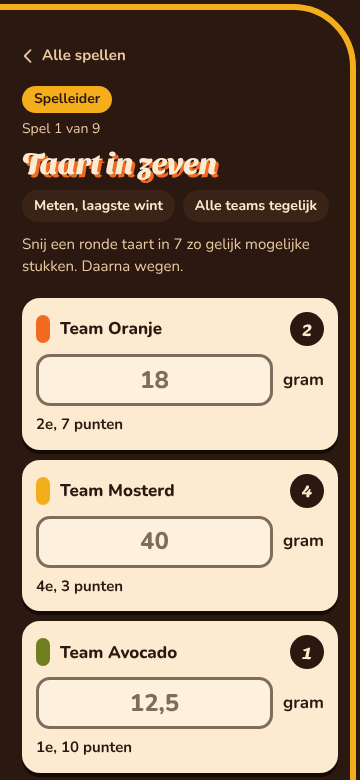 Alle spellen
Spelleider
Spel 1 van 9
Taart in zeven
Meten, laagste wint
Alle teams tegelijk
Snij een ronde taart in 7 zo gelijk mogelijke
stukken. Daarna wegen.
Team Oranje
2
18
gram
2e, 7 punten
Team Mosterd
4
40
gram
4e, 3 punten
Team Avocado
1
12,5
gram
1e, 10 punten